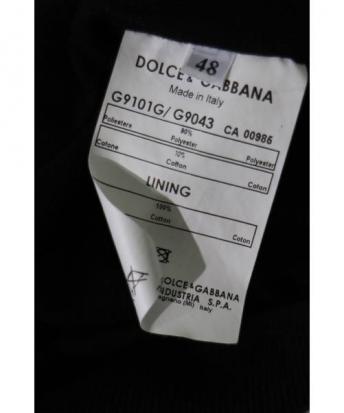 48
DOLCE & GABBANA
Made in Italy
G9101G/ G9043 CA 00986
90%
Poliestere Polyester Polyester
10%
Cotone Cotton Coton
LINING
100%
Cotton Coton
DOLCE & GABBANA
INDUSTRIA S.P.A.
(MI) Italy